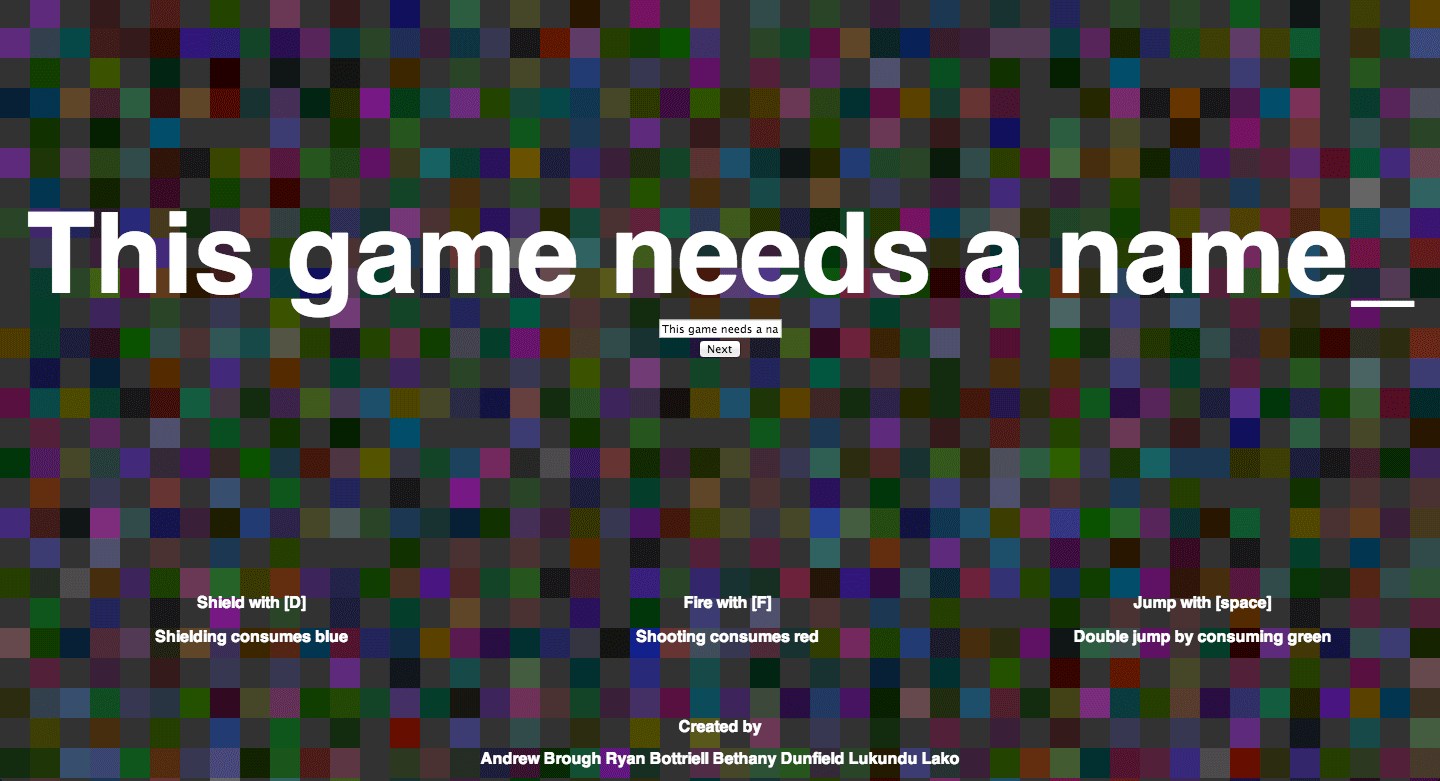 This game needs a name_
This game needs a na
Next
Shield with [D] Fire with [F] Jump with [space]
Shielding consumes blue Shooting consumes red Double jump by consuming green
Created by
Andrew Brough Ryan Bottriell Bethany Dunfield Lukundu Lako